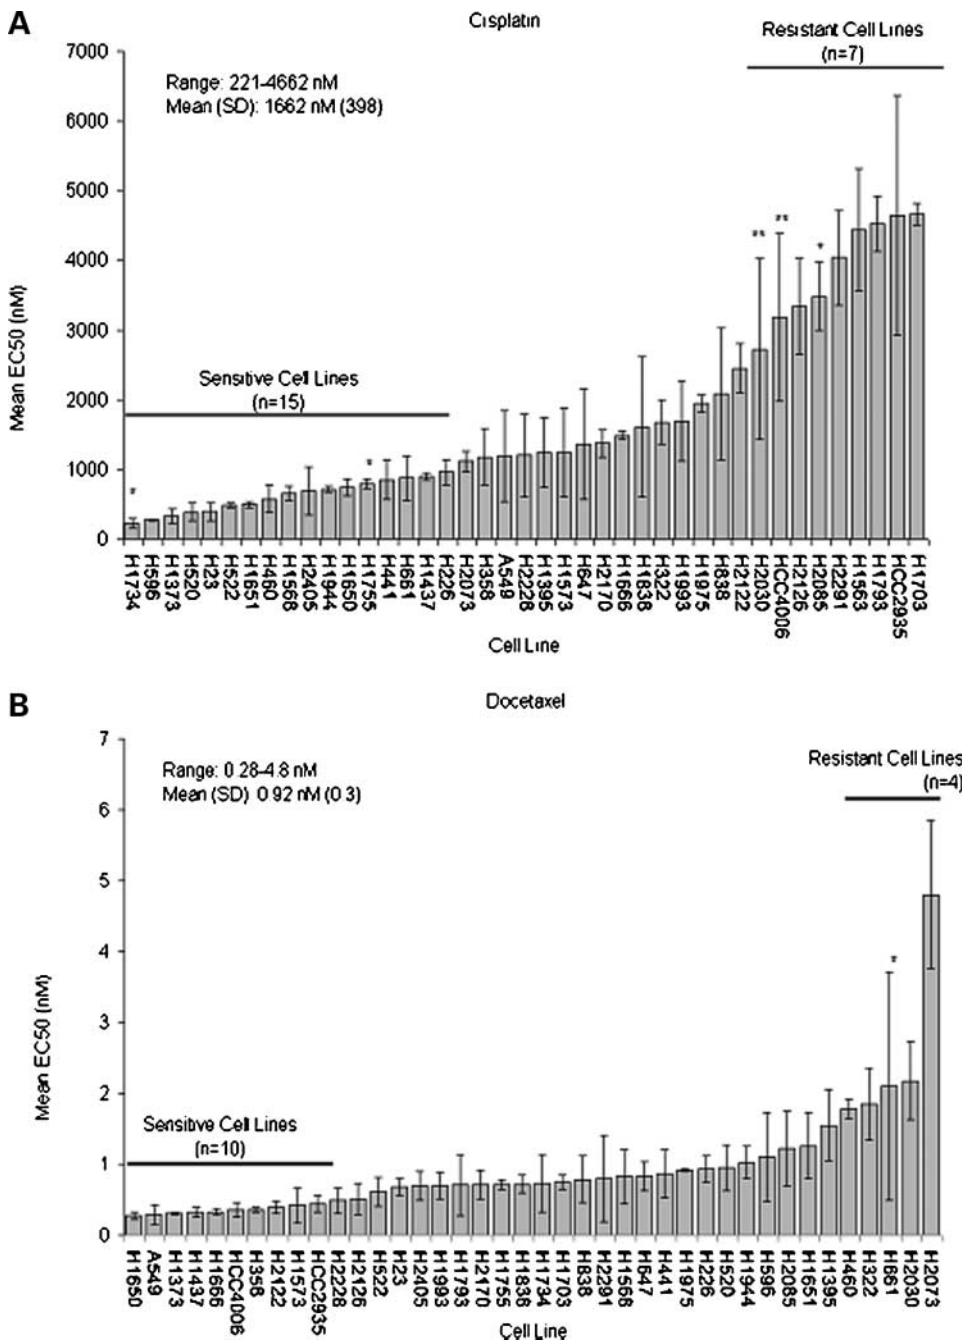 A
Cisplatin
Resistant Cell Lines
(n=7)
7000
Range: 221-4662 nM
Mean (SD): 1662 nM (398)
6000
5000
4000
3000
2000
1000
0
Mean EC50 (nM)
Sensitive Cell Lines
(n=15)
*
*
**
**
*
H1734
H596
H1373
H520
H23
H522
H1651
H460
H1568
H2405
H1944
H1650
H1755
H441
H661
H1437
H226
H2073
H358
A549
H2228
H1395
H1573
H647
H2170
H1666
H1838
H322
H1993
H1975
H838
H2122
H2030
HCC4006
H2126
H2085
H2291
H1563
H1793
HCC2935
H1703
Cell Line
B
Docetaxel
Resistant Cell Lines
(n=4)
7
Range: 0.28-4.8 nM
Mean (SD) 0.92 nM (0.3)
6
5
4
3
2
1
0
Mean EC50 (nM)
Sensitive Cell Lines
(n=10)
*
H1650
A549
H1373
H1437
H1666
HCC4006
H358
H2122
H1573
HCC2935
H2228
H2126
H522
H23
H2405
H1993
H1793
H2170
H1755
H1838
H1734
H1703
H838
H2291
H1568
H647
H441
H1975
H226
H520
H1944
H596
H2085
H1651
H1395
H460
H322
H661
H2030
H2073
Cell Line